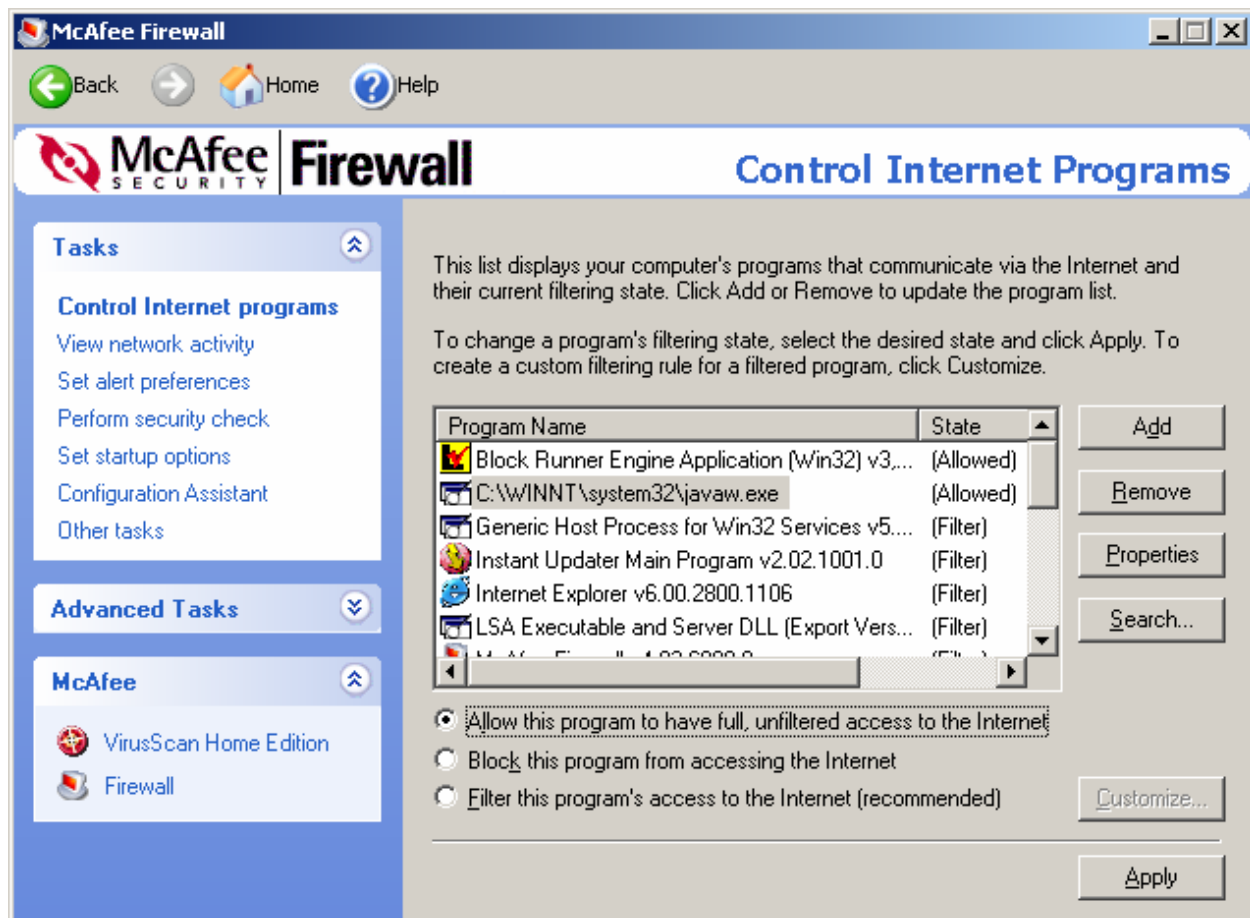 McAfee Firewall
Back Home Help
McAfee SECURITY Firewall
Control Internet Programs
Tasks
Control Internet programs
View network activity
Set alert preferences
Perform security check
Set startup options
Configuration Assistant
Other tasks
Advanced Tasks
McAfee
VirusScan Home Edition
Firewall
This list displays your computer's programs that communicate via the Internet and
their current filtering state. Click Add or Remove to update the program list.
To change a program's filtering state, select the desired state and click Apply. To
create a custom filtering rule for a filtered program, click Customize.
Program Name State
Block Runner Engine Application (Win32) v3,... (Allowed)
C:\WINNT\system32\javaw.exe (Allowed)
Generic Host Process for Win32 Services v5.... (Filter)
Instant Updater Main Program v2.02.1001.0 (Filter)
Internet Explorer v6.00.2800.1106 (Filter)
LSA Executable and Server DLL (Export Vers... (Filter)
Add
Remove
Properties
Search...
Allow this program to have full, unfiltered access to the Internet
Block this program from accessing the Internet
Filter this program's access to the Internet (recommended)
Customize...
Apply